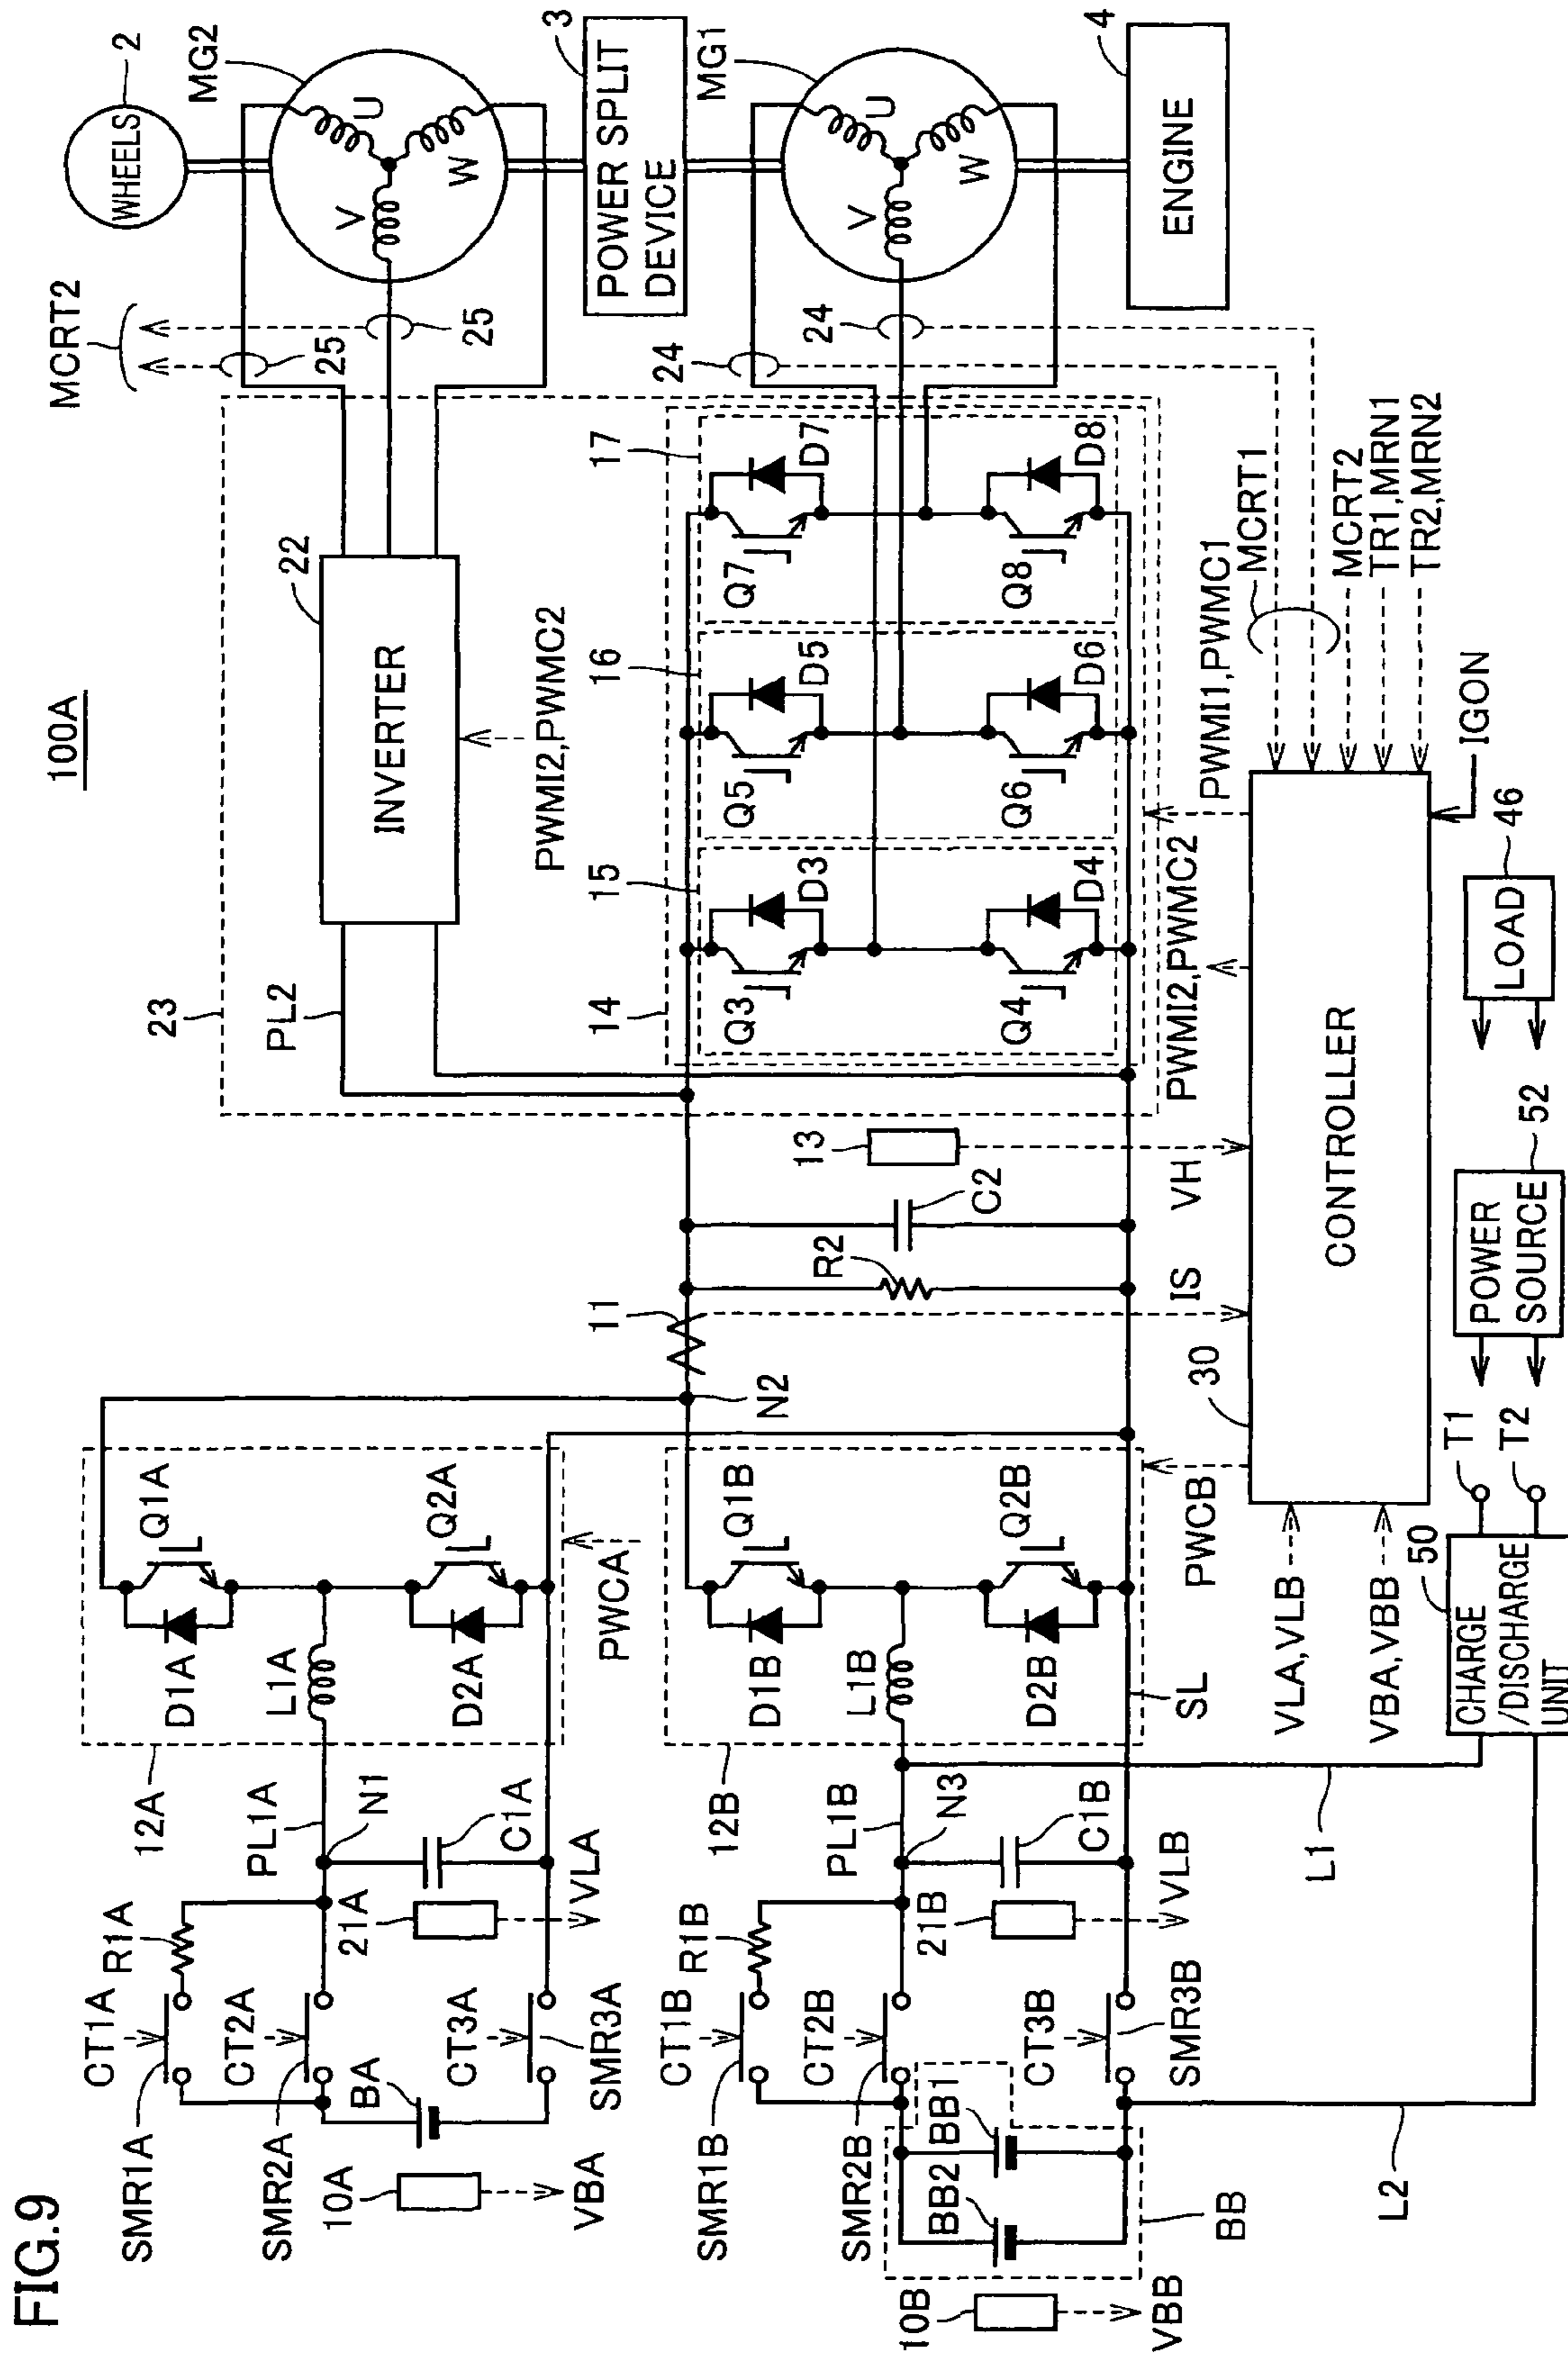 FIG.9
100A
WHEELS
2
MG2
U
V
W
3
POWER SPLIT
DEVICE
MG1
U
V
W
4
ENGINE
MCRT2
25
25
24
24
23
PL2
22
INVERTER
PWMI2,PWMC2
14
15
16
17
Q3
D3
Q5
D5
Q7
D7
Q4
D4
Q6
D6
Q8
D8
PWMI1,PWMC1
PWMI2,PWMC2
MCRT1
MCRT2
TR1,MRN1
TR2,MRN2
IGON
13
VH
C2
R2
11
IS
N2
30
CONTROLLER
LOAD
46
POWER
SOURCE
52
T1
T2
50
CHARGE
/DISCHARGE
UNIT
12A
Q1A
D1A
L1A
Q2A
D2A
PWCA
PL1A
N1
C1A
21A
VLA
R1A
CT1A
SMR1A
CT2A
SMR2A
CT3A
SMR3A
BA
10A
VBA
12B
Q1B
D1B
L1B
Q2B
D2B
PWCB
SL
PL1B
N3
C1B
21B
VLB
R1B
CT1B
SMR1B
CT2B
SMR2B
CT3B
SMR3B
BB1
BB2
BB
10B
VBB
VLA,VLB
VBA,VBB
L1
L2